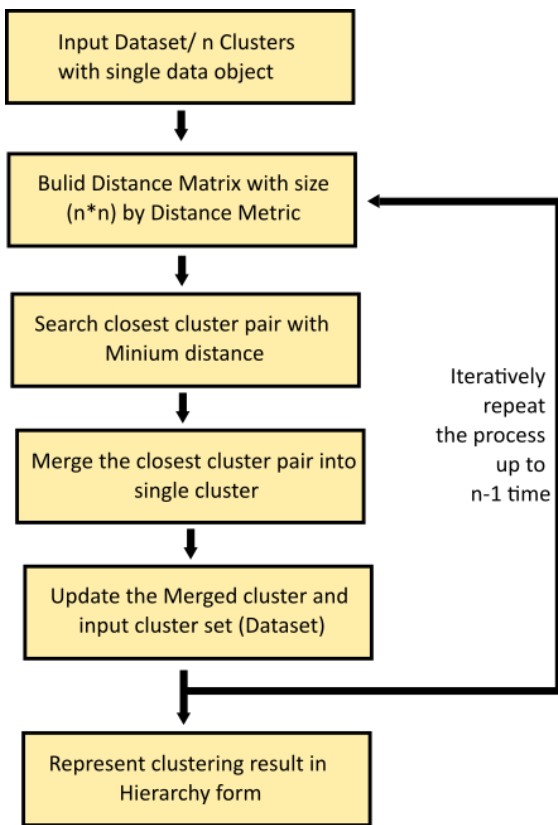 Input Dataset/ n Clusters
with single data object
Bulid Distance Matrix with size
(n*n) by Distance Metric
Search closest cluster pair with
Minium distance
Iteratively
repeat
the process
up to
n-1 time
Merge the closest cluster pair into
single cluster
Update the Merged cluster and
input cluster set (Dataset)
Represent clustering result in
Hierarchy form